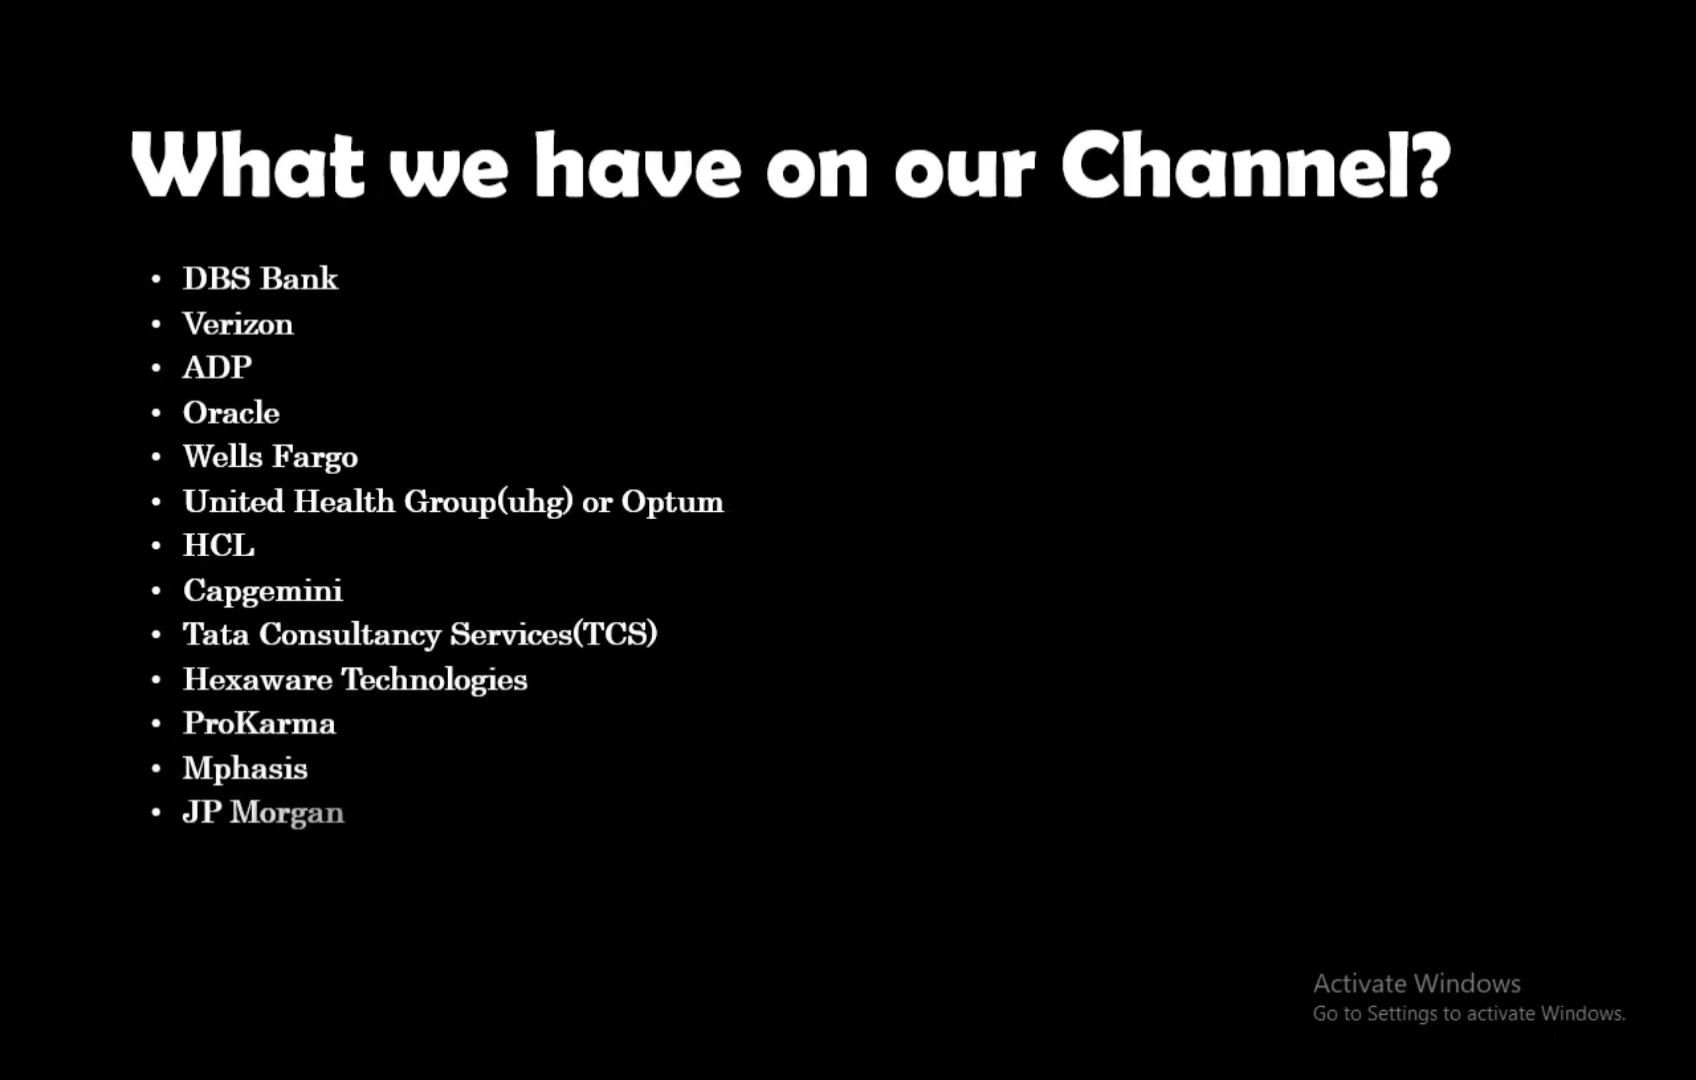 What we have on our Channel?
• DBS Bank
• Verizon
• ADP
• Oracle
• Wells Fargo
• United Health Group(uhg) or Optum
• HCL
• Capgemini
• Tata Consultancy Services(TCS)
• Hexaware Technologies
• ProKarma
• Mphasis
• JP Morgan
Activate Windows
Go to Settings to activate Windows.